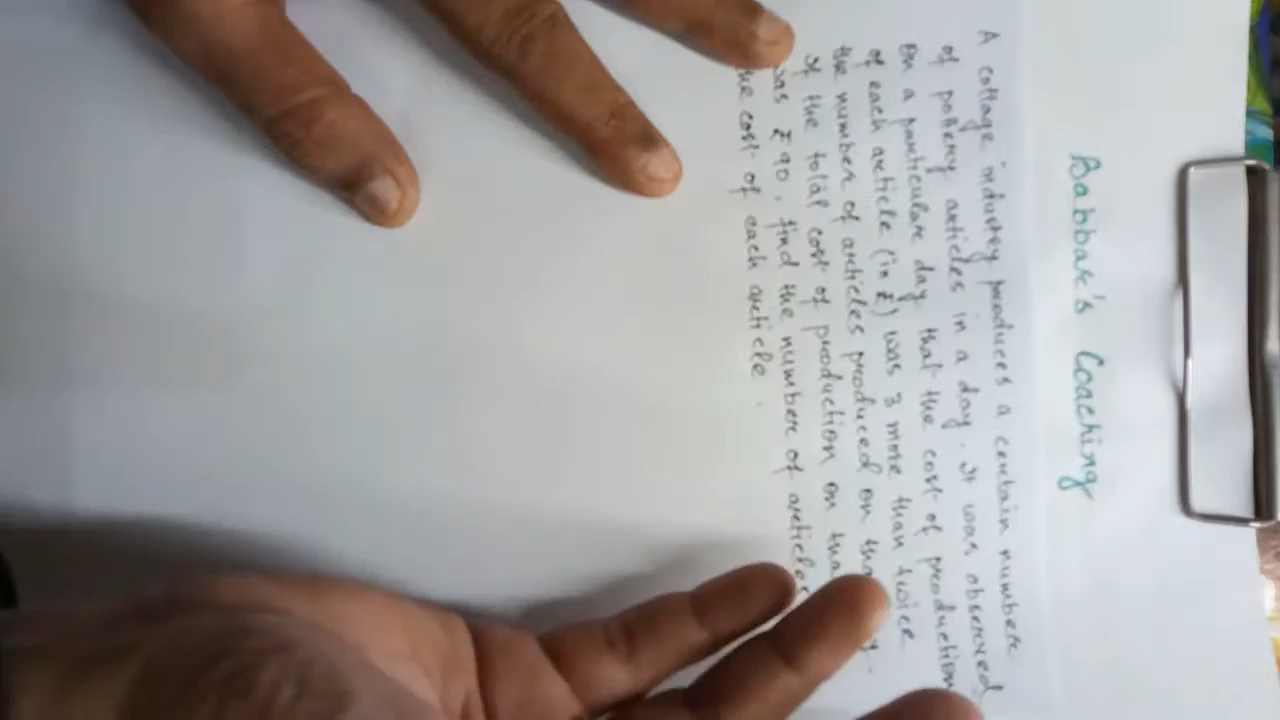 Babbar's Coaching
A cottage industry produces a certain number
of pottery articles in a day. It was observed
on a particular day that the cost of production
of each article (in ₹) was 3 more than twice
the number of articles produced on
of the total cost of production on
was ₹ 90, find the number of articles
the cost of each article.